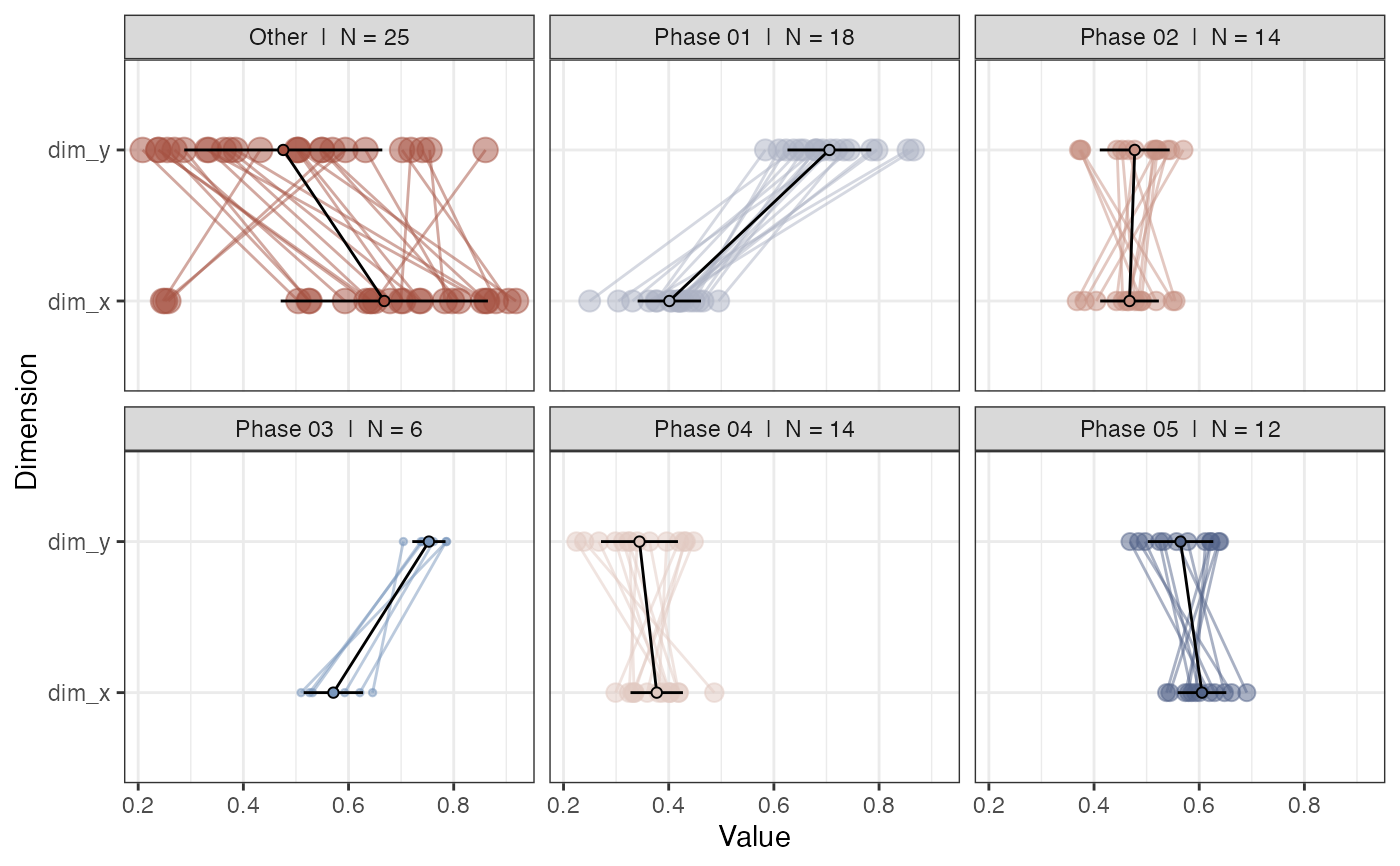 Other | N = 25
Phase 01 | N = 18
Phase 02 | N = 14
dim_y
dim_x
Phase 03 | N = 6
Phase 04 | N = 14
Phase 05 | N = 12
dim_y
dim_x
Dimension
0.2 0.4 0.6 0.8
0.2 0.4 0.6 0.8
0.2 0.4 0.6 0.8
Value